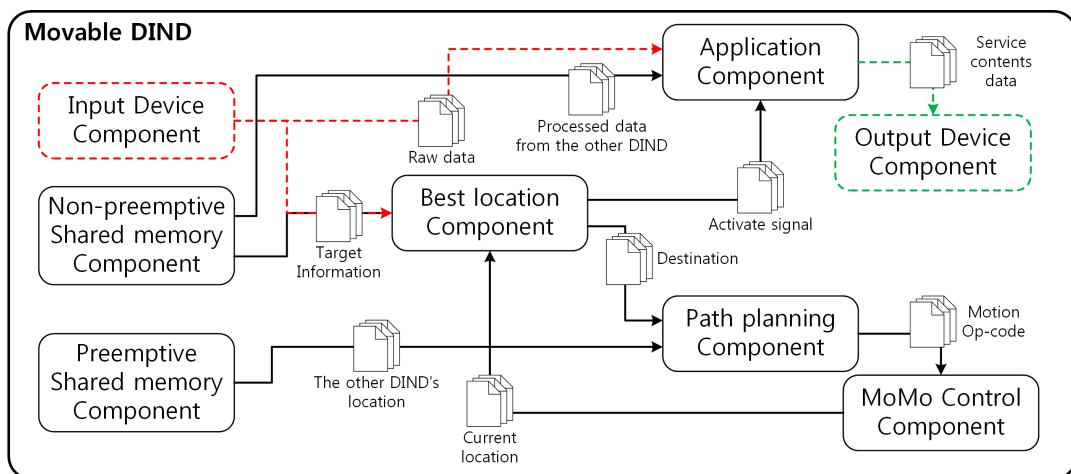 Movable DIND
Application
Component
Service
contents
data
Input Device
Component
Raw data
Processed data
from the other DIND
Output Device
Component
Non-preemptive
Shared memory
Component
Best location
Component
Target
Information
Activate signal
Destination
Path planning
Component
Motion
Op-code
Preemptive
Shared memory
Component
The other DIND's
location
Current
location
MoMo Control
Component